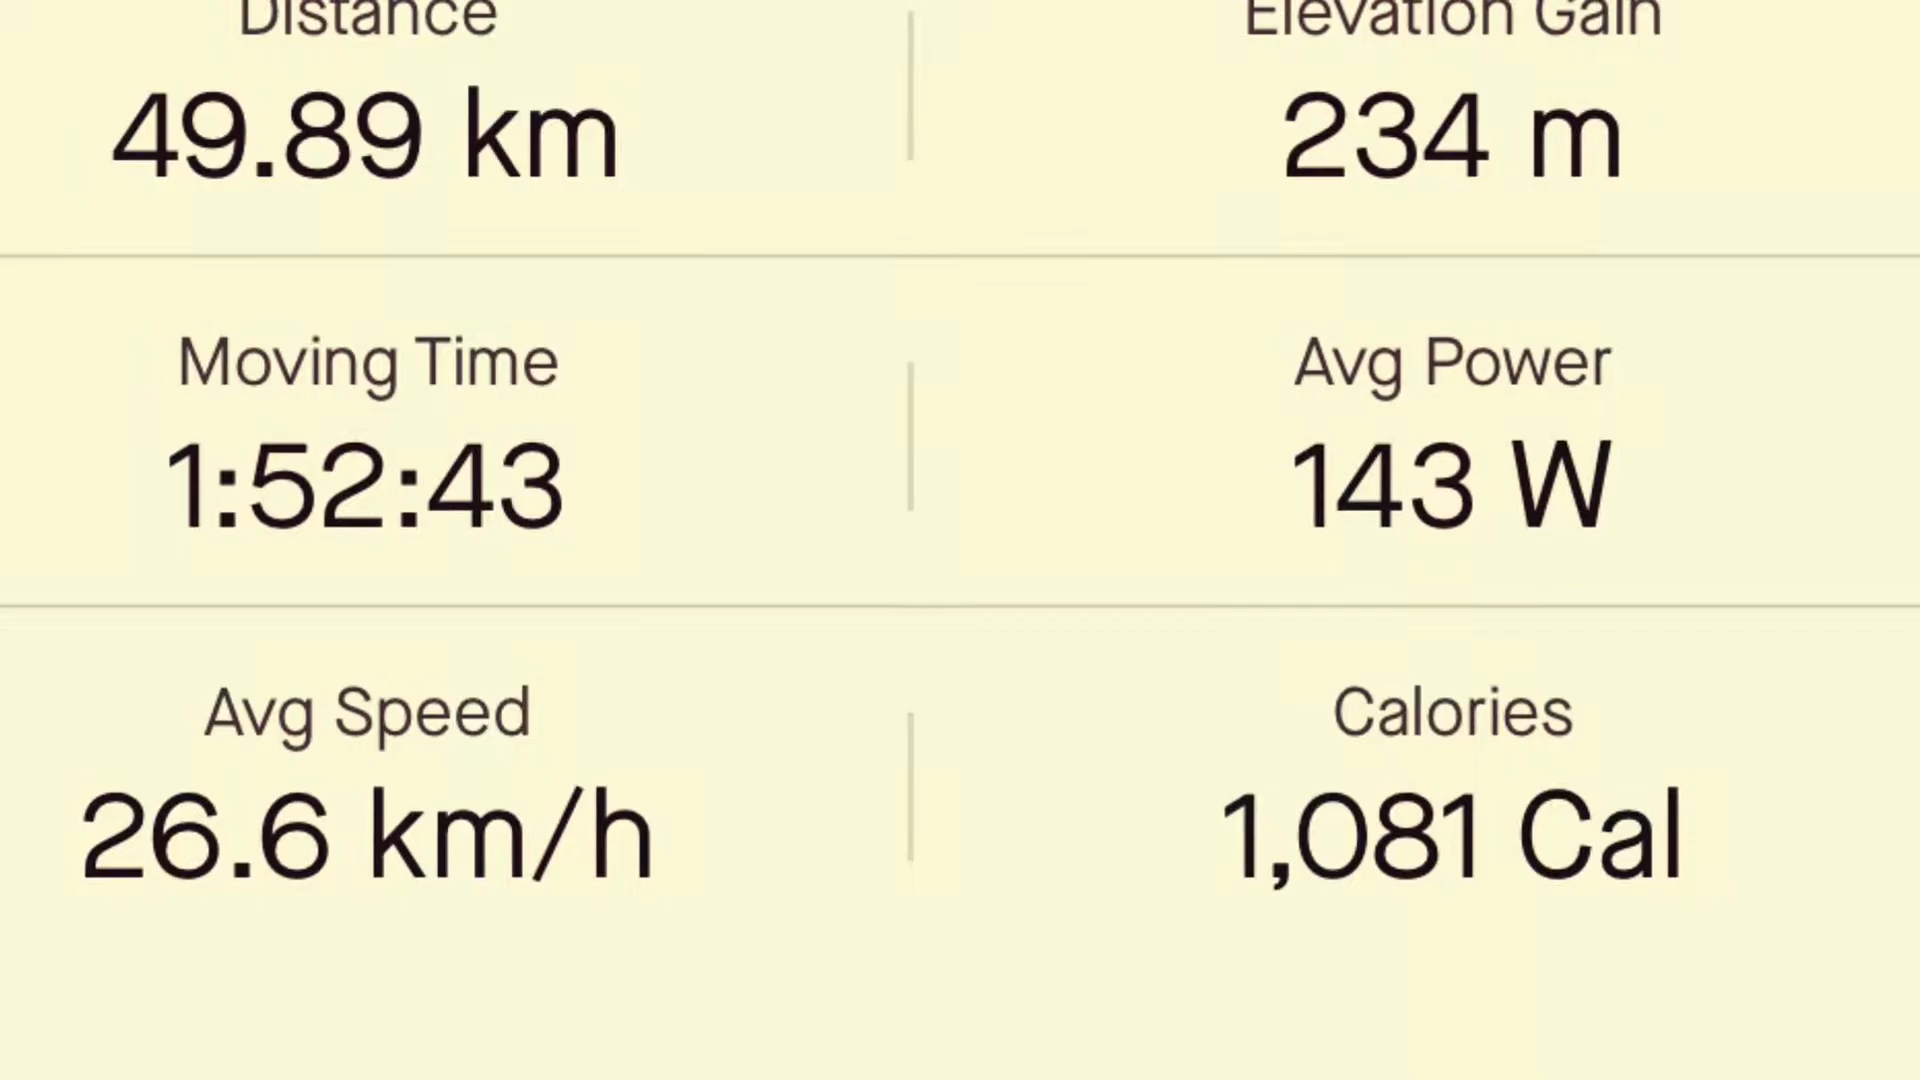 Distance
Elevation Gain
49.89 km
234 m
Moving Time
Avg Power
1:52:43
143 W
Avg Speed
Calories
26.6 km/h
1,081 Cal